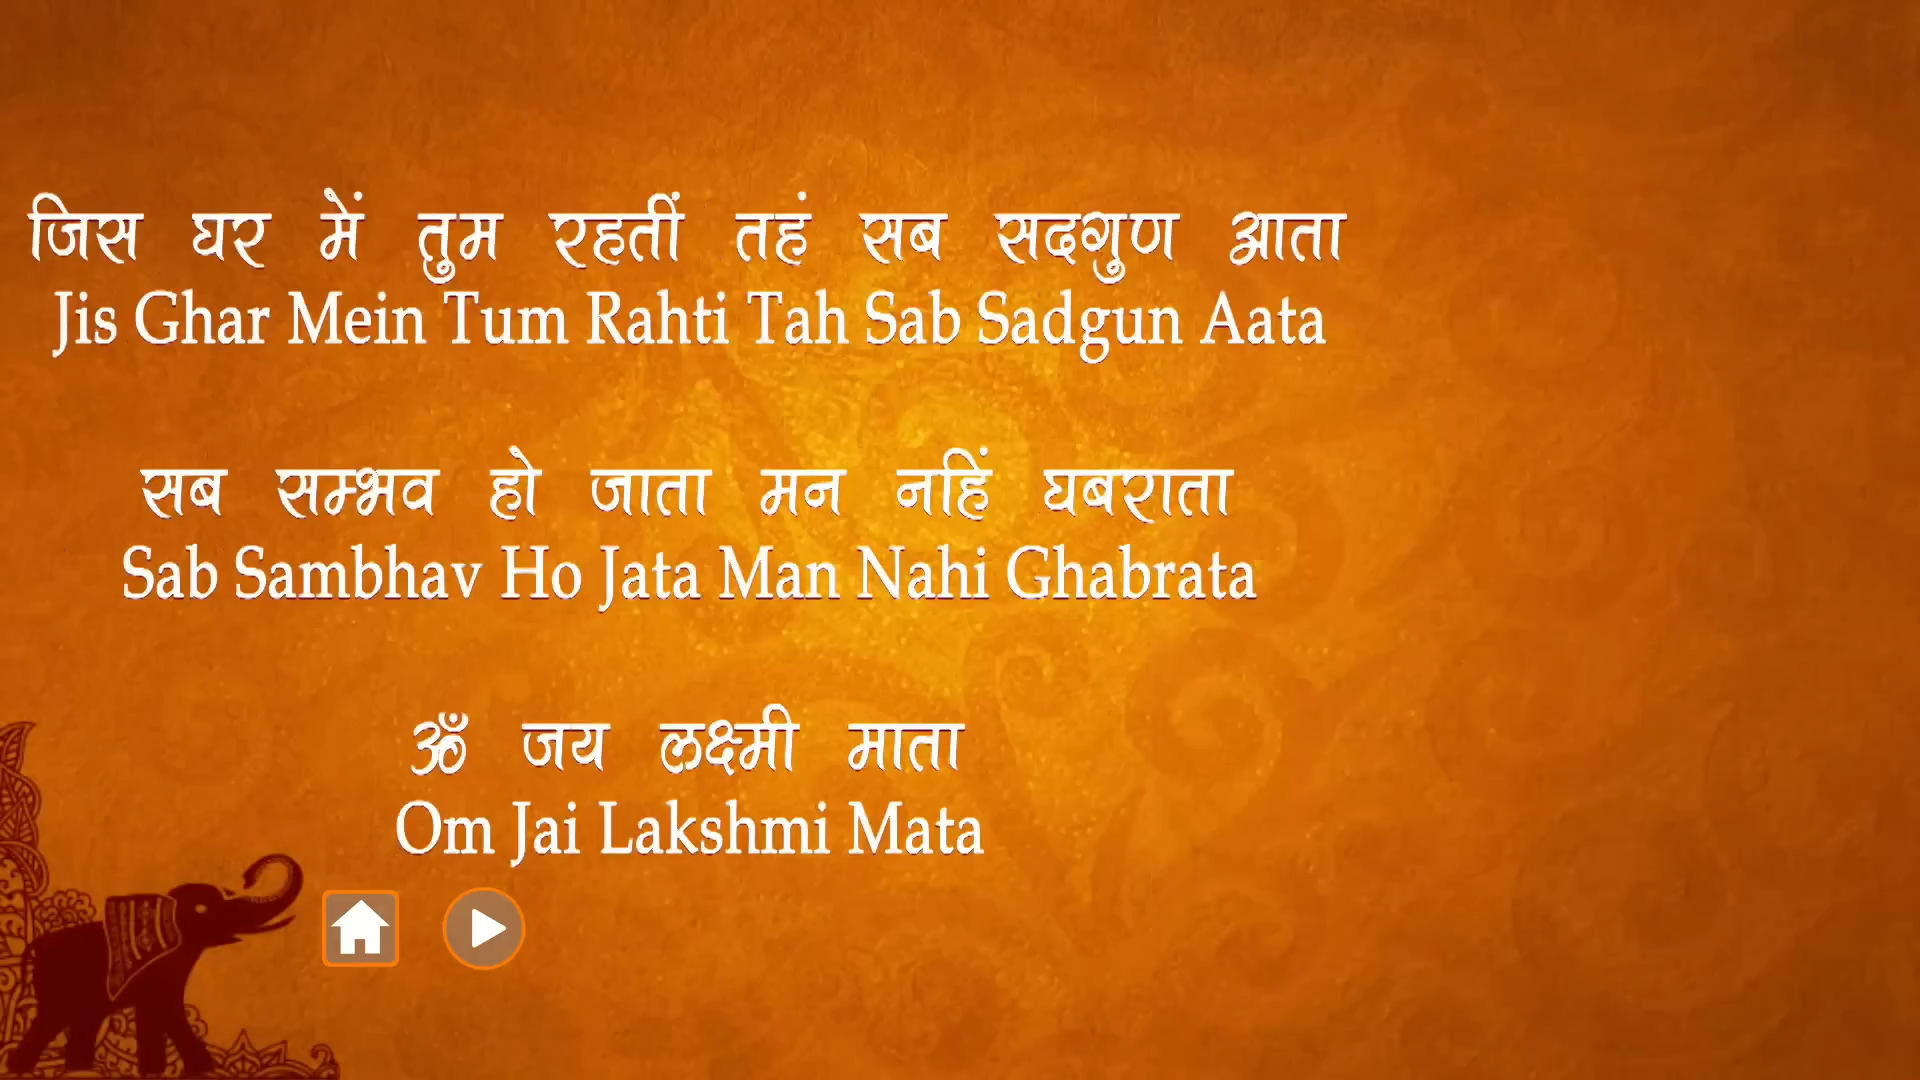 जिस घर में तुम रहतीं तहं सब सदगुण आता
Jis Ghar Mein Tum Rahti Tah Sab Sadgun Aata
सब सम्भव हो जाता मन नहिं घबराता
Sab Sambhav Ho Jata Man Nahi Ghabrata
ॐ जय लक्ष्मी माता
Om Jai Lakshmi Mata